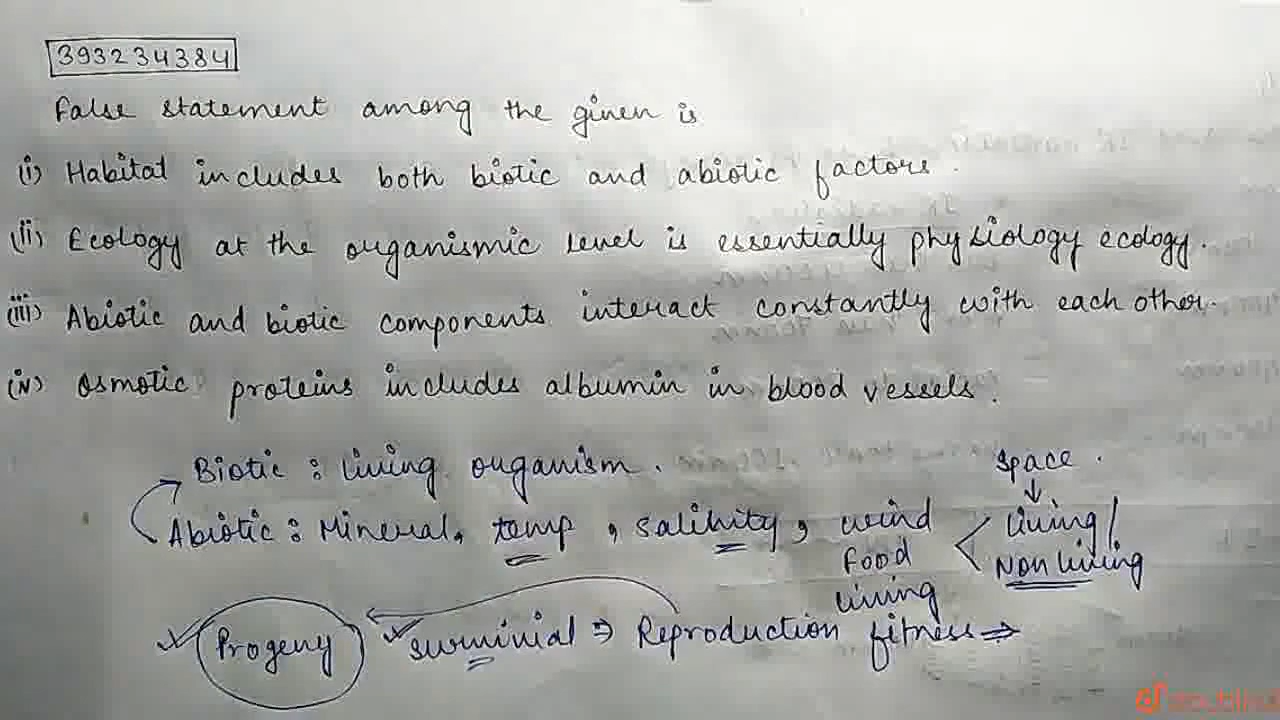 393234384
False statement among the given is
(i) Habitat includes both biotic and abiotic factors.
(ii) Ecology at the organismic level is essentially physiology ecology.
(iii) Abiotic and biotic components interact constantly with each other.
(iv) Osmotic proteins includes albumin in blood vessels.
Biotic : living organism.
space.
Abiotic : Mineral, temp, salinity, wind
living/
Non living
food
living
Progeny survinial ⇒ Reproduction fitness ⇒
doubtnut